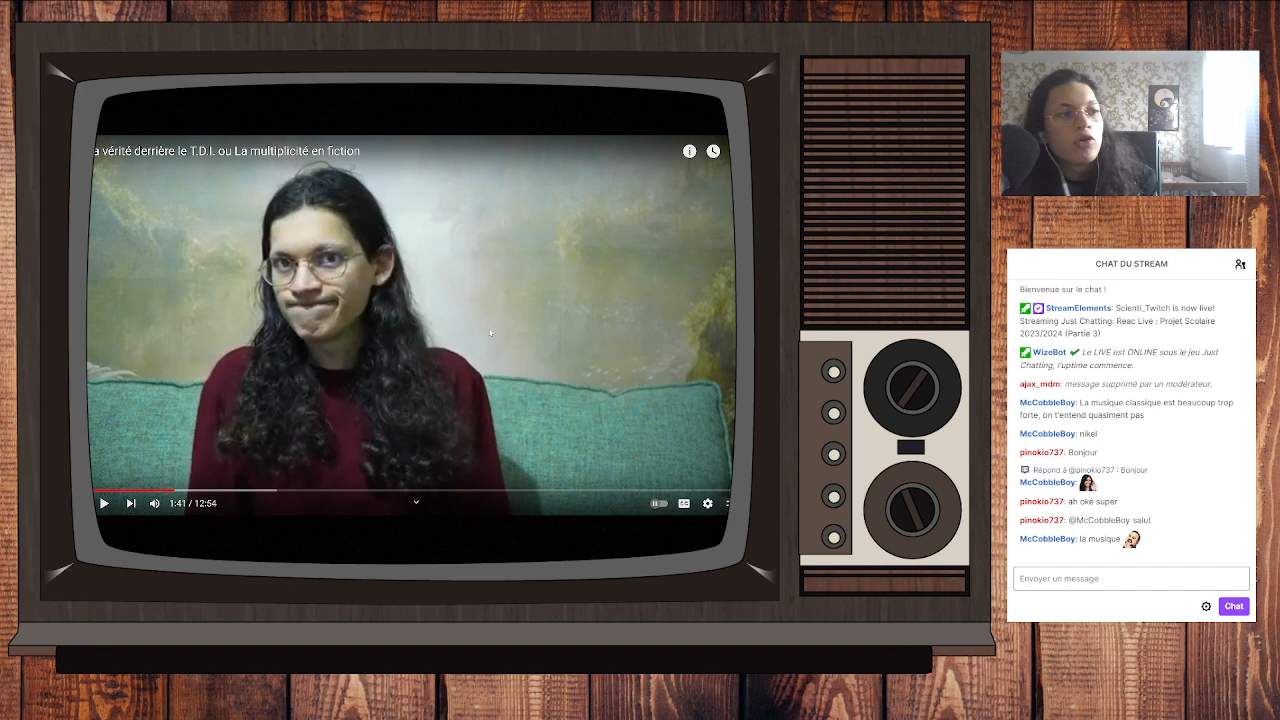 a vérité derrière le T.D.I. ou La multiplicité en fiction
1:41 / 12:54
CHAT DU STREAM
Bienvenue sur le chat !
StreamElements: Scienti_Twitch is now live!
Streaming Just Chatting: Reac Live : Projet Scolaire
2023/2024 (Partie 3)
WizeBot Le LIVE est ONLINE sous le jeu Just
Chatting, l'uptime commence.
ajax_mdm: message supprimé par un modérateur.
McCobbleBoy: La musique classique est beaucoup trop
forte, on t'entend quasiment pas
McCobbleBoy: nikel
pinokio737: Bonjour
Répond à @pinokio737 : Bonjour
McCobbleBoy:
pinokio737: ah oké super
pinokio737: @McCobbleBoy salut
McCobbleBoy: la musique
Envoyer un message
Chat